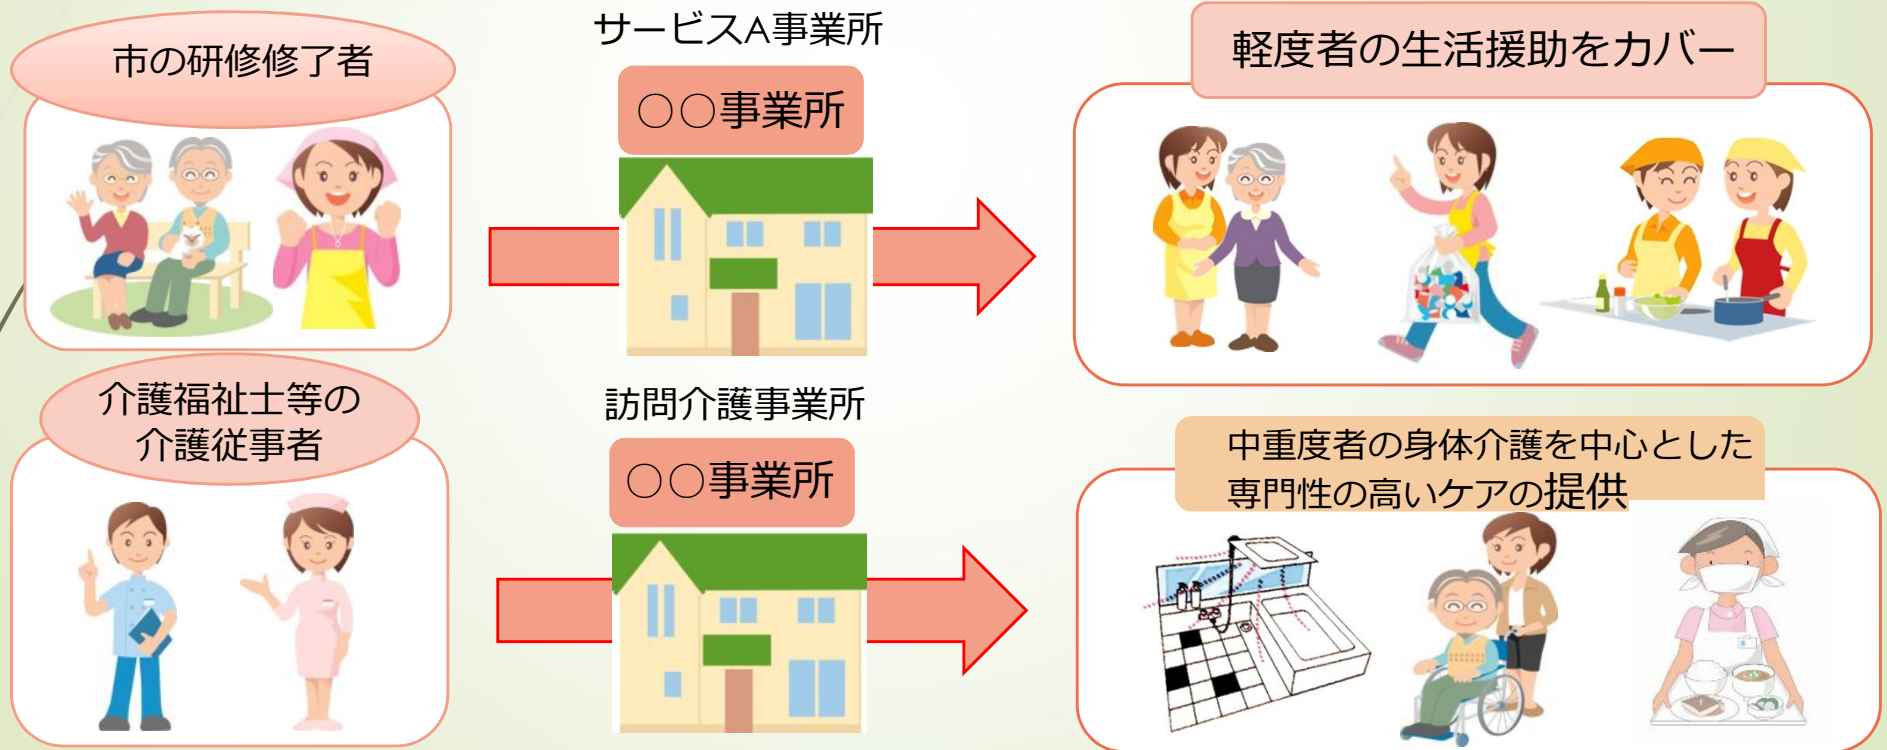 市の研修修了者
サービスA事業所
○○事業所
軽度者の生活援助をカバー
介護福祉士等の
介護従事者
訪問介護事業所
○○事業所
中重度者の身体介護を中心とした
専門性の高いケアの提供